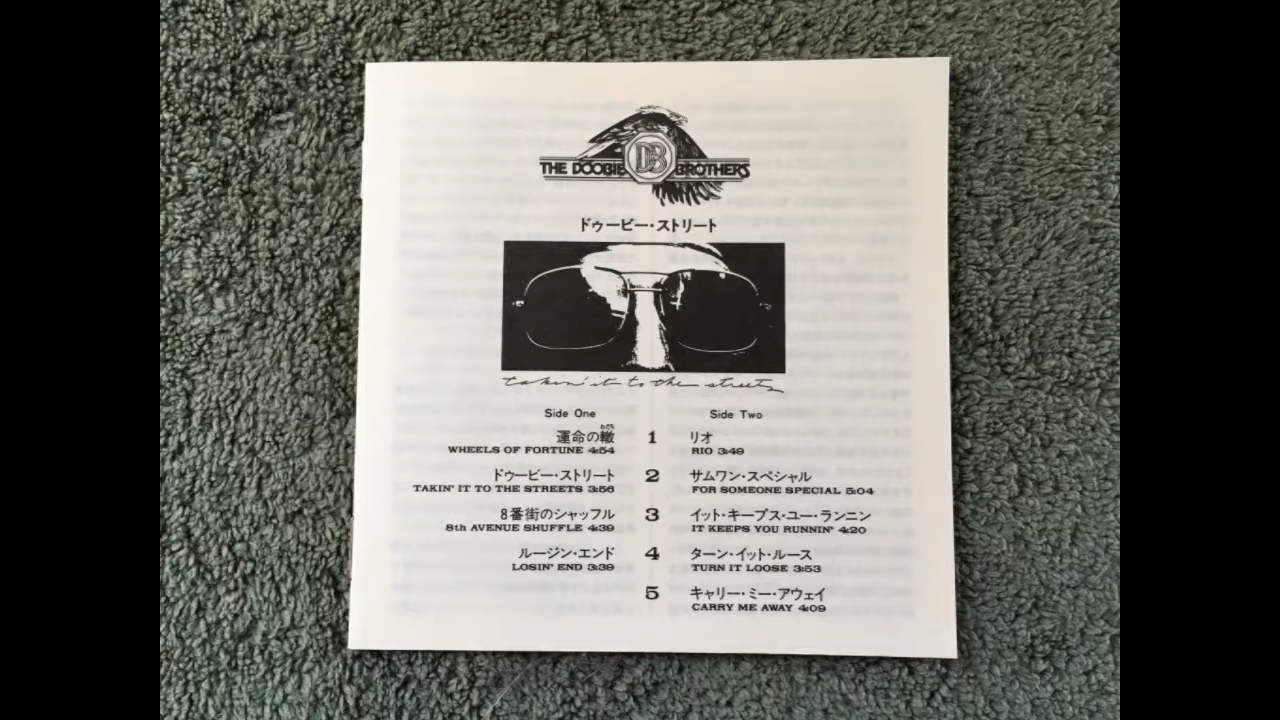 THE DOOBIE DB BROTHERS
ドゥービー・ストリート
takin' it to the streets
Side One
運命の轍
わだち
WHEELS OF FORTUNE 4:54
ドゥービー・ストリート
TAKIN' IT TO THE STREETS 3:56
8番街のシャッフル
8th AVENUE SHUFFLE 4:39
ルージン・エンド
LOSIN' END 3:39
1
2
3
4
5
Side Two
リオ
RIO 3:49
サムワン・スペシャル
FOR SOMEONE SPECIAL 5:04
イット・キープス・ユー・ランニン
IT KEEPS YOU RUNNIN' 4:20
ターン・イット・ルース
TURN IT LOOSE 3:53
キャリー・ミー・アウェイ
CARRY ME AWAY 4:09